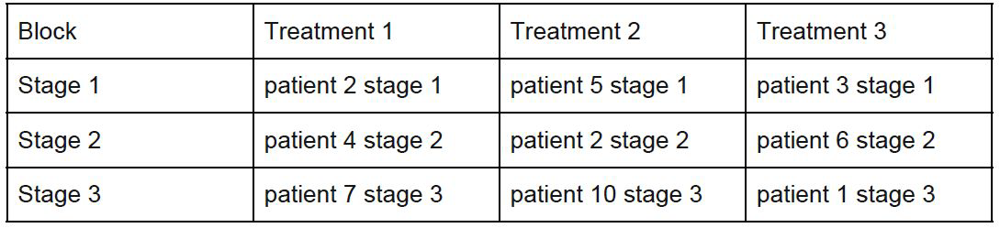 Block Treatment 1 Treatment 2 Treatment 3
Stage 1 patient 2 stage 1 patient 5 stage 1 patient 3 stage 1
Stage 2 patient 4 stage 2 patient 2 stage 2 patient 6 stage 2
Stage 3 patient 7 stage 3 patient 10 stage 3 patient 1 stage 3